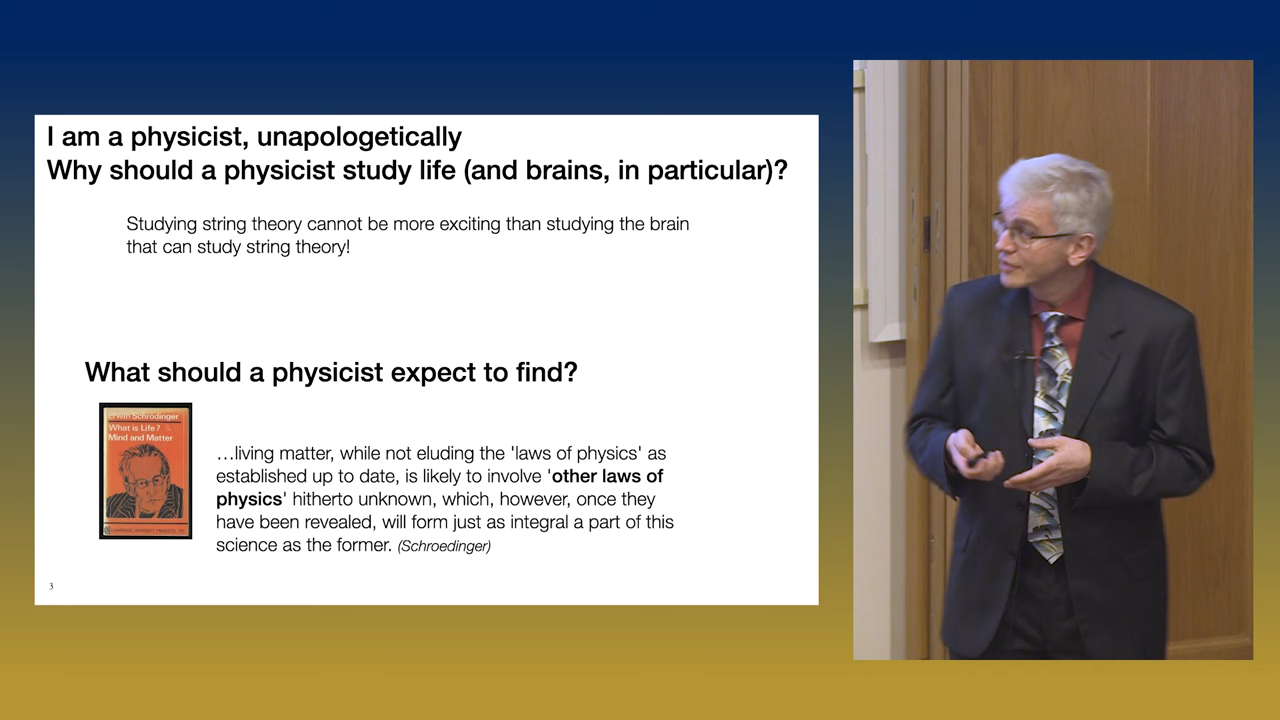 I am a physicist, unapologetically
Why should a physicist study life (and brains, in particular)?
Studying string theory cannot be more exciting than studying the brain
that can study string theory!
What should a physicist expect to find?
Erwin Schrödinger
What is Life?
Mind and Matter
…living matter, while not eluding the 'laws of physics' as
established up to date, is likely to involve 'other laws of
physics' hitherto unknown, which, however, once they
have been revealed, will form just as integral a part of this
science as the former. (Schroedinger)
3